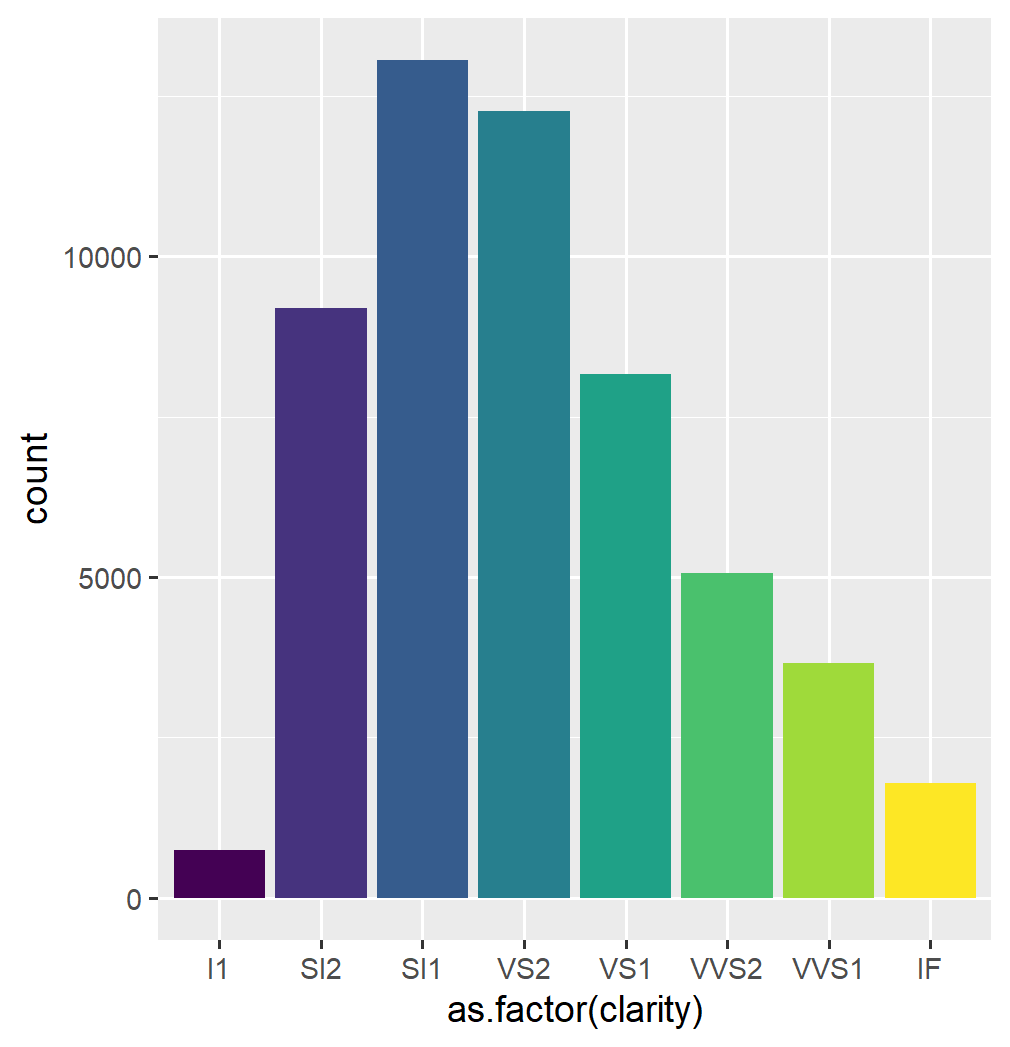 10000
5000
0
count
I1 SI2 SI1 VS2 VS1 VVS2 VVS1 IF
as.factor(clarity)